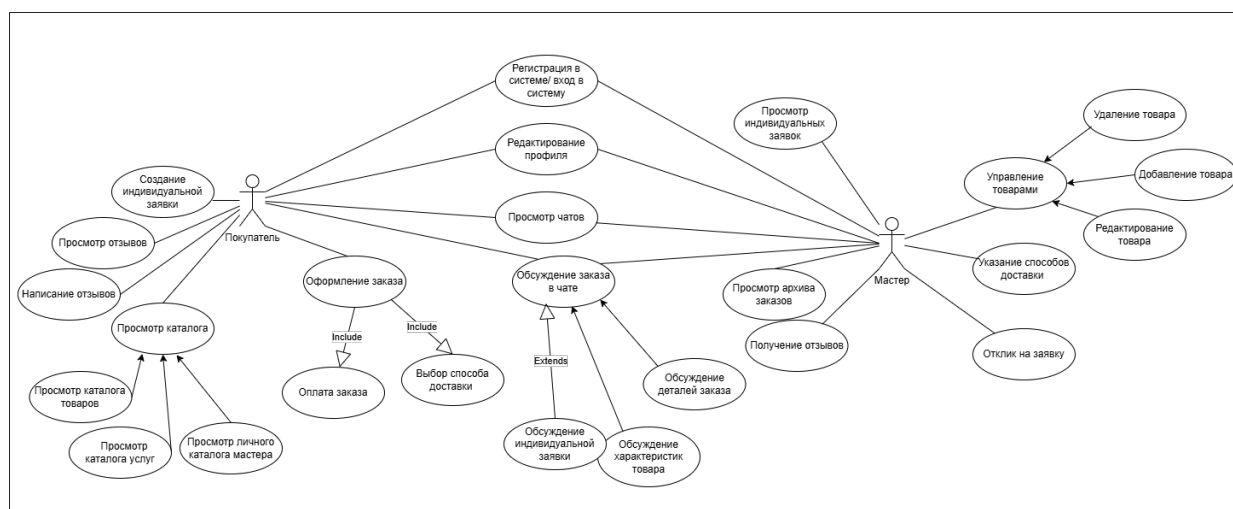 Регистрация в
системе/ вход в
систему
Просмотр
индивидуальных
заявок
Удаление товара
Редактирование
профиля
Создание
индивидуальной
заявки
Управление
товарами
Добавление товара
Просмотр чатов
Просмотр отзывов
Покупатель
Редактирование
товара
Оформление заказа
Обсуждение заказа
в чате
Мастер
Указание способов
доставки
Написание отзывов
Просмотр архива
заказов
Просмотр каталога
Include
Include
Получение отзывов
Отклик на заявку
Extends
Оплата заказа
Выбор способа
доставки
Обсуждение
деталей заказа
Просмотр каталога
товаров
Просмотр
каталога услуг
Просмотр личного
каталога мастера
Обсуждение
индивидуальной
заявки
Обсуждение
характеристик
товара